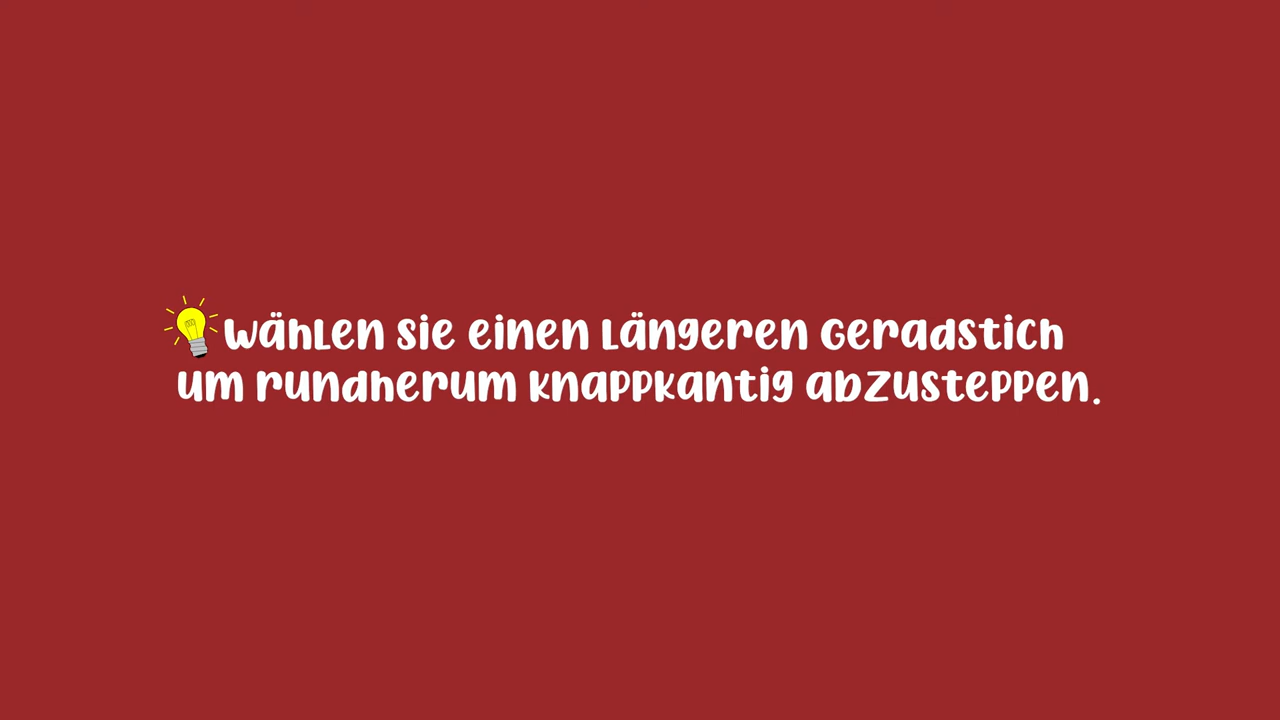 Wählen Sie einen Längeren Geradstich
um rundherum knappkantig abzusteppen.